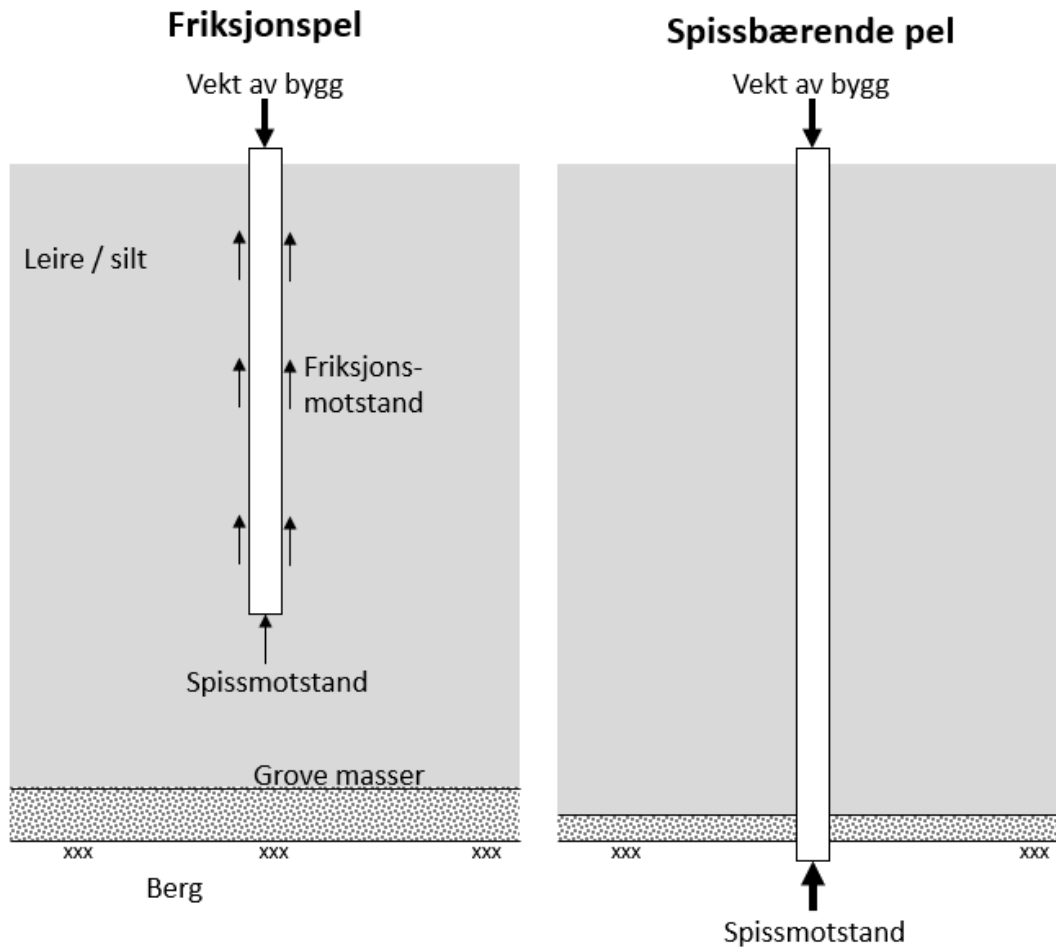 Friksjonspel
Vekt av bygg
Leire / silt
Friksjons-
motstand
Spissmotstand
Grove masser
xxx xxx xxx
Berg
Spissbærende pel
Vekt av bygg
xxx xxx
Spissmotstand